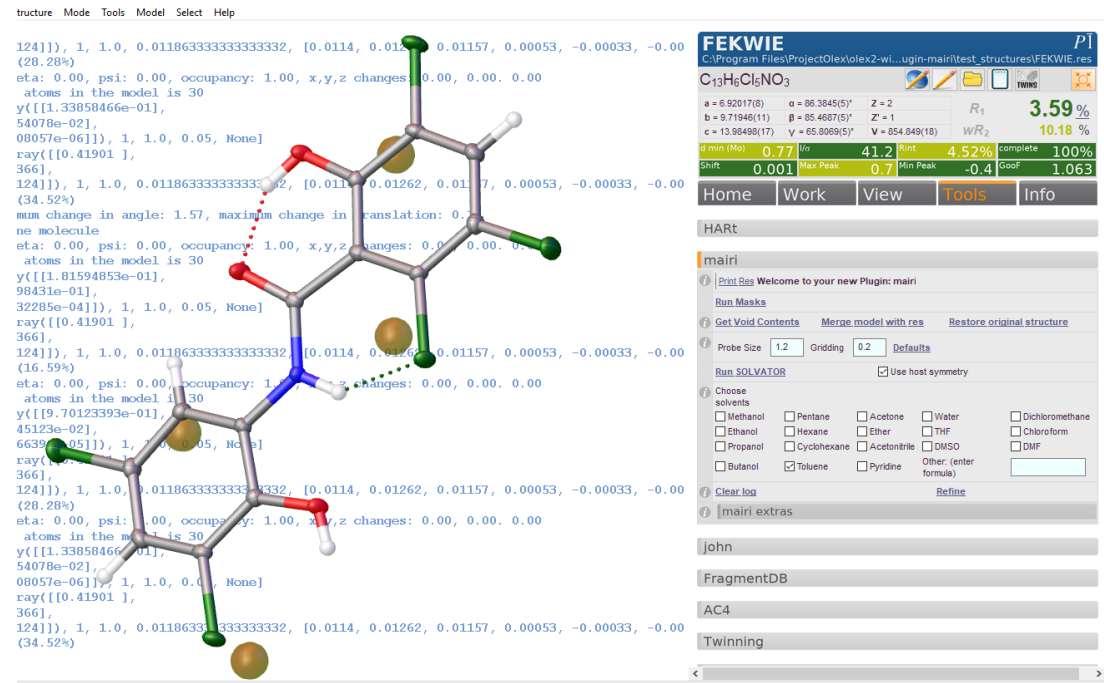 tructure Mode Tools Model Select Help
124]]), 1, 1.0, 0.011863333333333332, [0.0114, 0.01262, 0.01157, 0.00053, -0.00033, -0.00
(28.28%)
eta: 0.00, psi: 0.00, occupancy: 1.00, x,y,z changes: 0.00, 0.00. 0.00
atoms in the model is 30
y([[1.33858466e-01],
54078e-02],
08057e-06]]), 1, 1.0, 0.05, None]
ray([[0.41901 ],
366],
124]]), 1, 1.0, 0.011863333333333332, [0.0114, 0.01262, 0.01157, 0.00053, -0.00033, -0.00
(34.52%)
mum change in angle: 1.57, maximum change in translation: 0.
ne molecule
eta: 0.00, psi: 0.00, occupancy: 1.00, x,y,z changes: 0.00, 0.00. 0.00
atoms in the model is 30
y([[1.81594853e-01],
98431e-01],
32285e-04]]), 1, 1.0, 0.05, None]
ray([[0.41901 ],
366],
124]]), 1, 1.0, 0.011863333333333332, [0.0114, 0.01262, 0.01157, 0.00053, -0.00033, -0.00
(16.59%)
eta: 0.00, psi: 0.00, occupancy: 1.00, x,y,z changes: 0.00, 0.00. 0.00
atoms in the model is 30
y([[9.70123393e-01],
45123e-02],
]]), 1, 1.0, 0.05, None]
366],
124]]), 1, 1.0, 0.011863333333333332, [0.0114, 0.01262, 0.01157, 0.00053, -0.00033, -0.00
(28.28%)
eta: 0.00, psi: 0.00, occupancy: 1.00, x,y,z changes: 0.00, 0.00. 0.00
atoms in the model is 30
y([[1.33858466e-01],
54078e-02],
08057e-06]]), 1, 1.0, 0.05, None]
ray([[0.41901 ],
366],
124]]), 1, 1.0, 0.011863333333333332, [0.0114, 0.01262, 0.01157, 0.00053, -0.00033, -0.00
(34.52%)
FEKWIE P1̅
C:\Program Files\ProjectOlex\olex2-wi...ugin-mairi\test_structures\FEKWIE.res
C₁₃H₆Cl₅NO₃ TWINS
a = 6.92017(8) α = 86.3845(5)° Z = 2
b = 9.71946(11) β = 85.4687(5)° Z' = 1
c = 13.98498(17) γ = 65.8069(5)° V = 854.849(18)
R₁ 3.59 %
wR₂ 10.18 %
d min (Mo) 0.77 I/σ 41.2 Rint 4.52% complete 100%
Shift 0.001 Max Peak 0.7 Min Peak -0.4 GooF 1.063
Home Work View Tools Info
HARt
mairi
Print Res Welcome to your new Plugin: mairi
Run Masks
Get Void Contents Merge model with res Restore original structure
Probe Size 1.2 Gridding 0.2 Defaults
Run SOLVATOR Use host symmetry
Choose solvents
Methanol Pentane Acetone Water Dichloromethane
Ethanol Hexane Ether THF Chloroform
Propanol Cyclohexane Acetonitrile DMSO DMF
Butanol Toluene Pyridine Other: (enter formula)
Clear log Refine
mairi extras
john
FragmentDB
AC4
Twinning